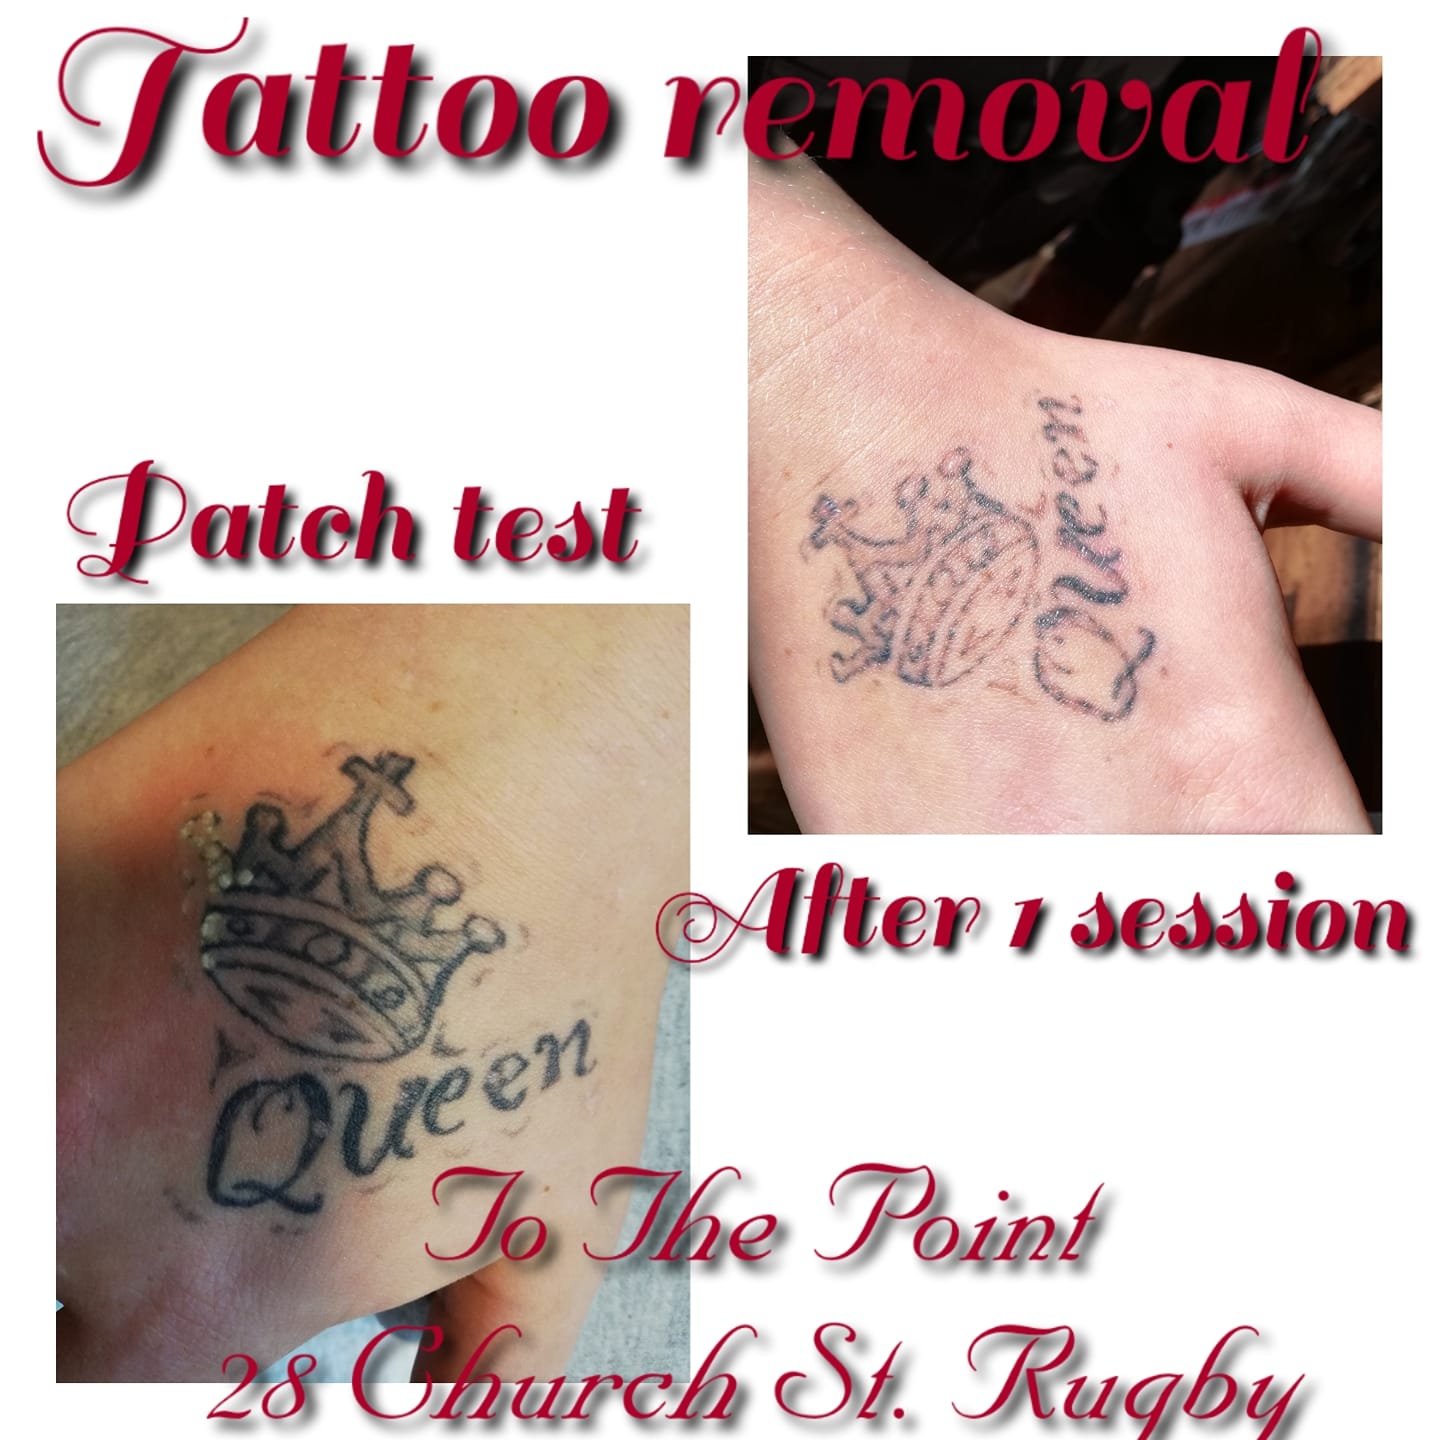 Tattoo removal
Patch test
Queen
Queen
After 1 session
To The Point
28 Church St. Rugby